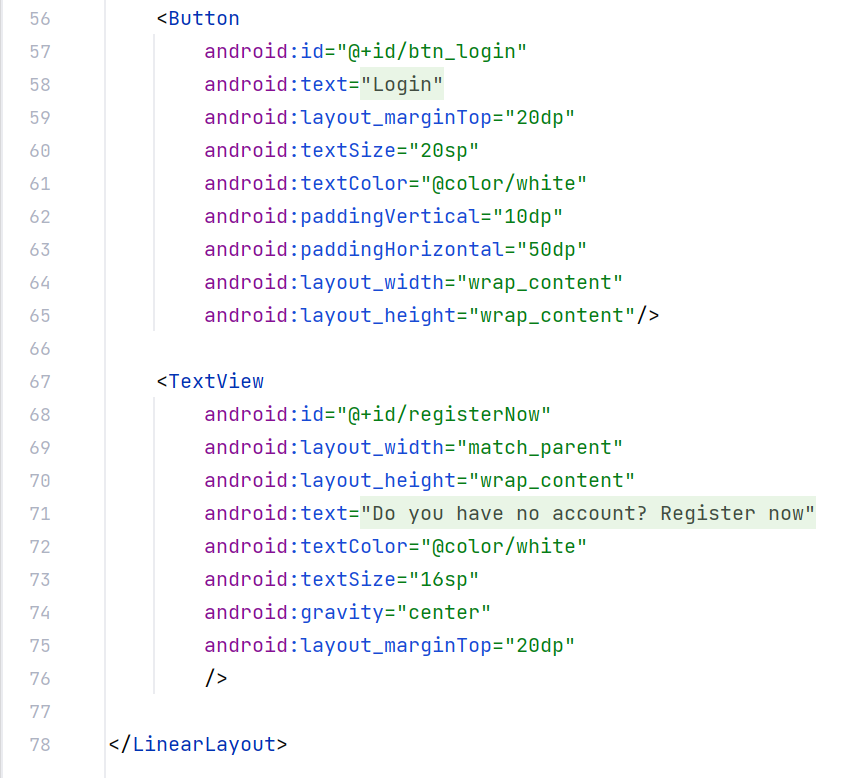 56 <Button
57 android:id="@+id/btn_login"
58 android:text="Login"
59 android:layout_marginTop="20dp"
60 android:textSize="20sp"
61 android:textColor="@color/white"
62 android:paddingVertical="10dp"
63 android:paddingHorizontal="50dp"
64 android:layout_width="wrap_content"
65 android:layout_height="wrap_content"/>
66
67 <TextView
68 android:id="@+id/registerNow"
69 android:layout_width="match_parent"
70 android:layout_height="wrap_content"
71 android:text="Do you have no account? Register now"
72 android:textColor="@color/white"
73 android:textSize="16sp"
74 android:gravity="center"
75 android:layout_marginTop="20dp"
76 />
77
78 </LinearLayout>